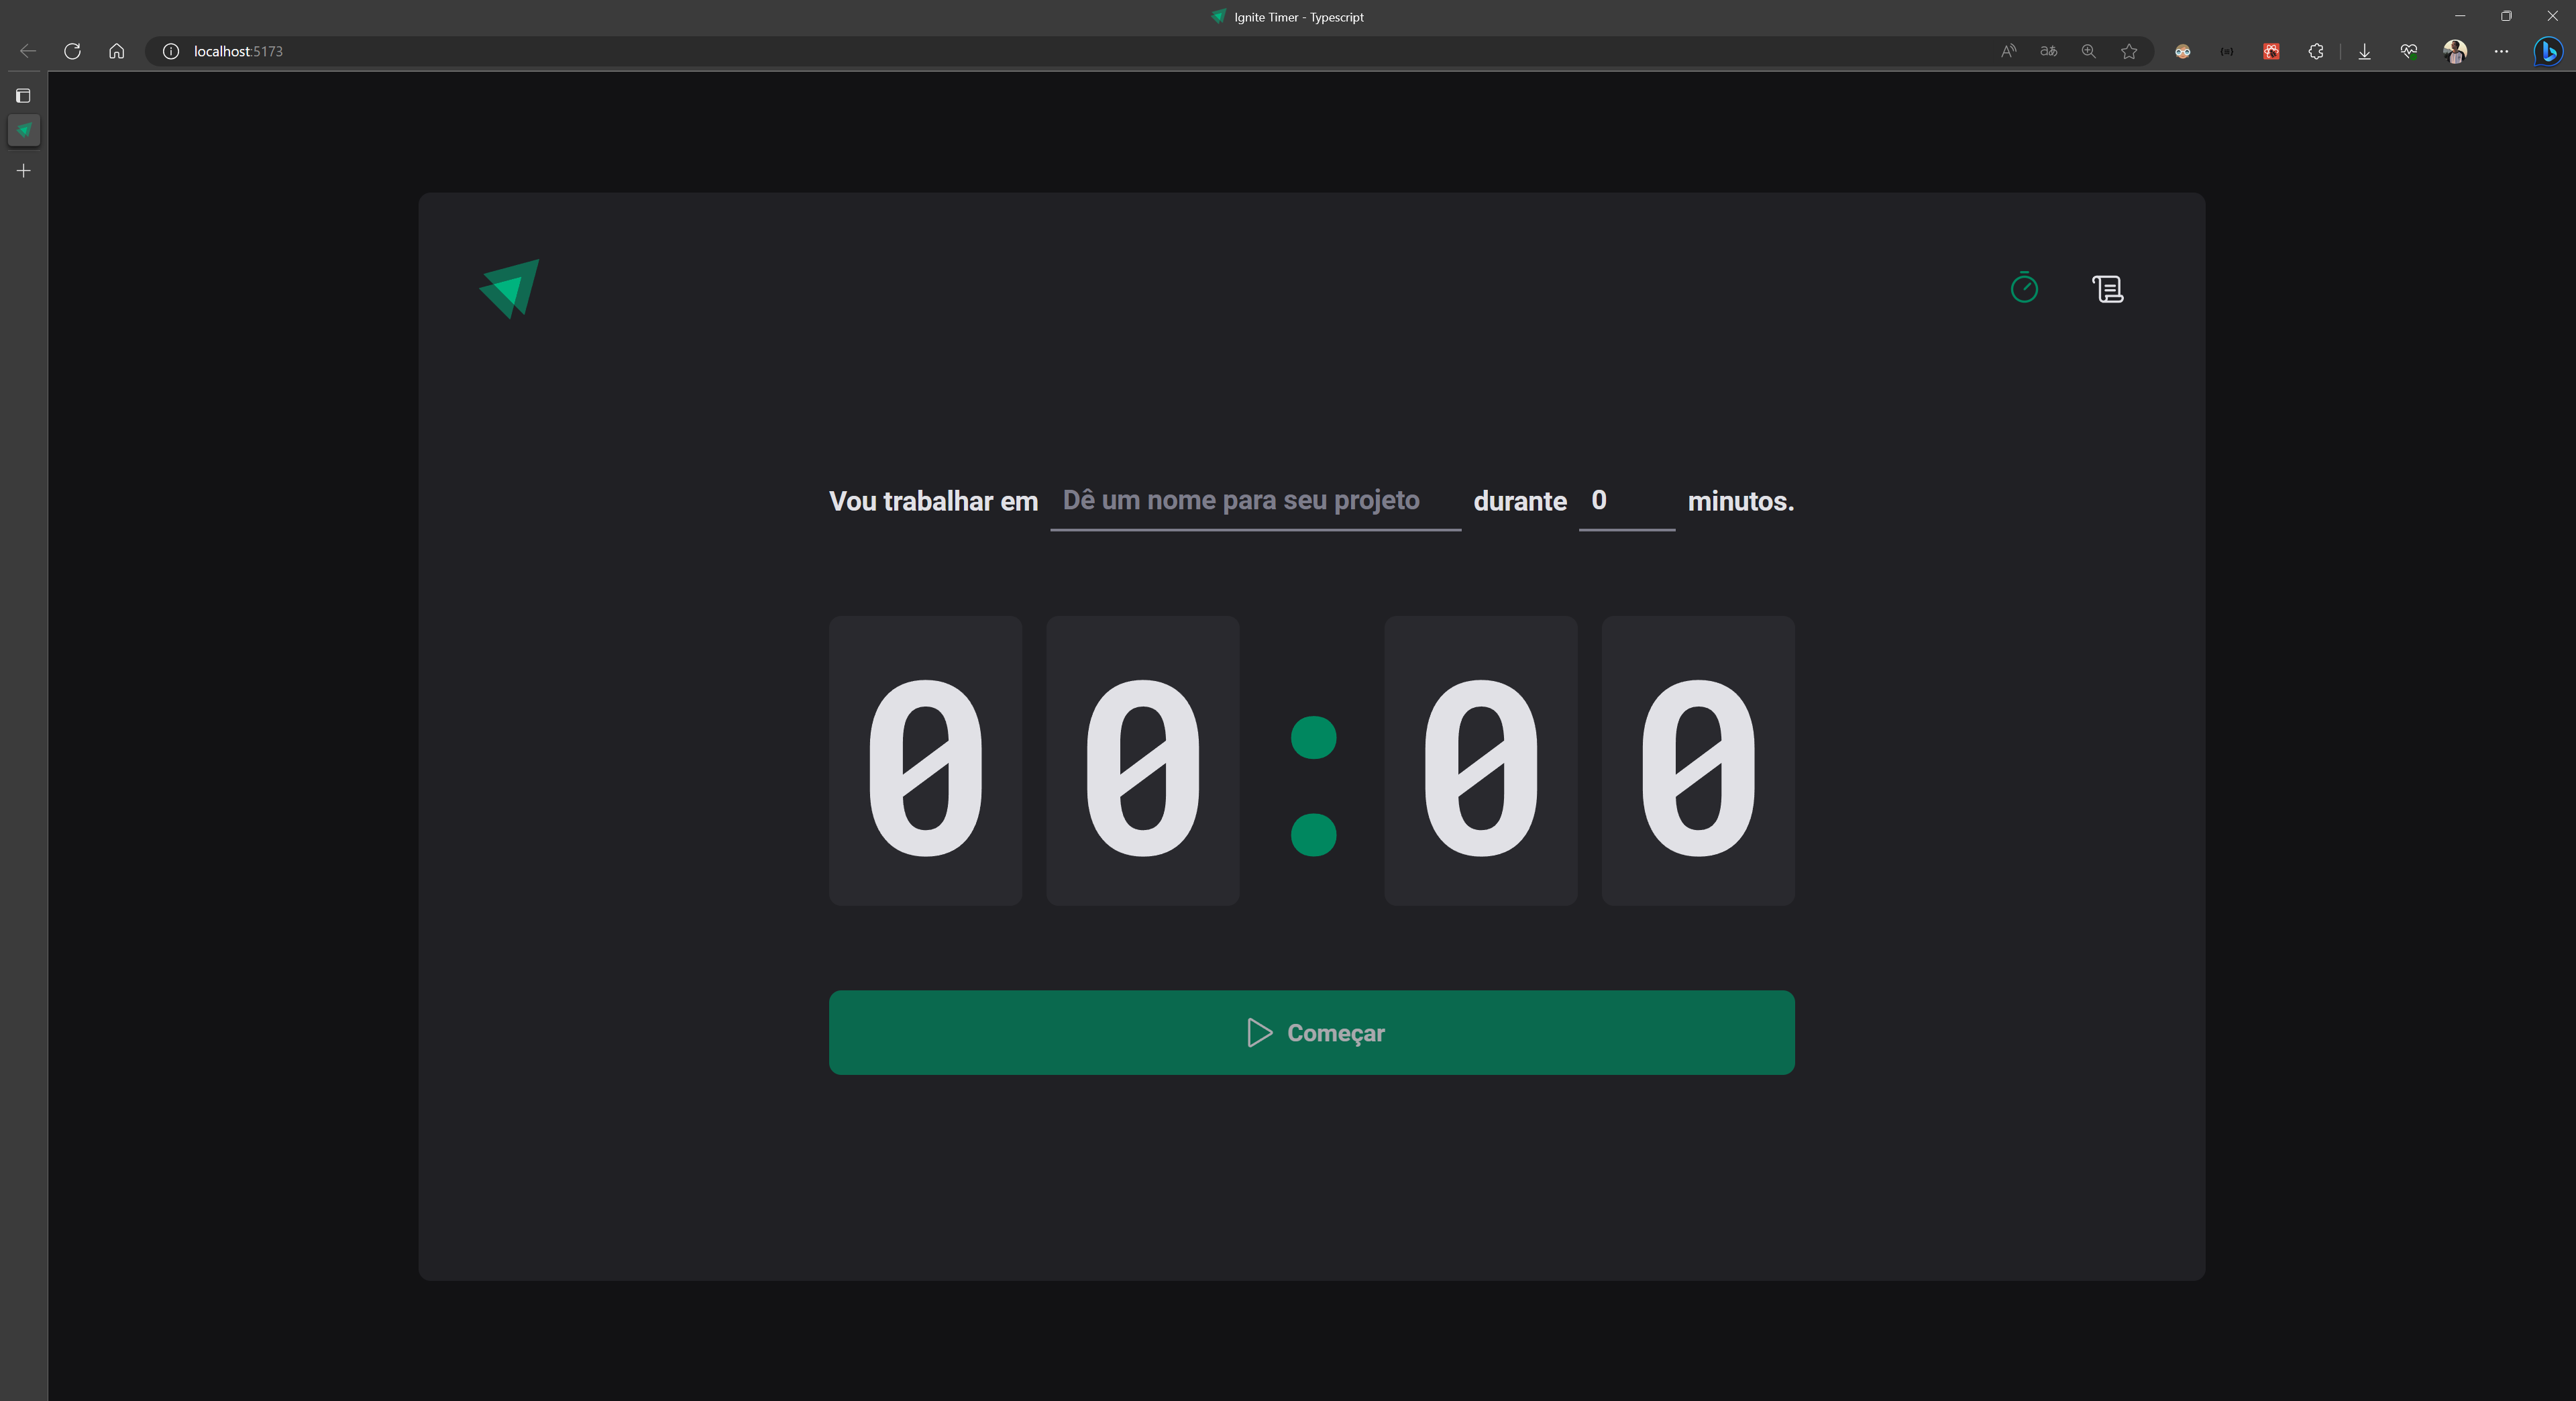 Ignite Timer - Typescript
localhost:5173
Vou trabalhar em Dê um nome para seu projeto durante 0 minutos.
00:00
Começar